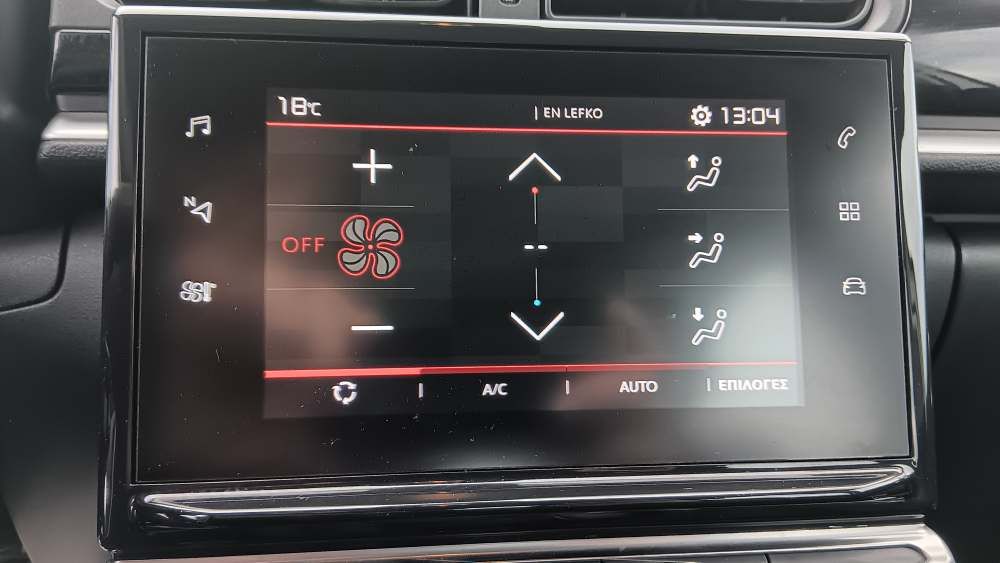 18°C | EN LEFKO 13:04
N
OFF
--
A/C | AUTO | ΕΠΙΛΟΓΕΣ